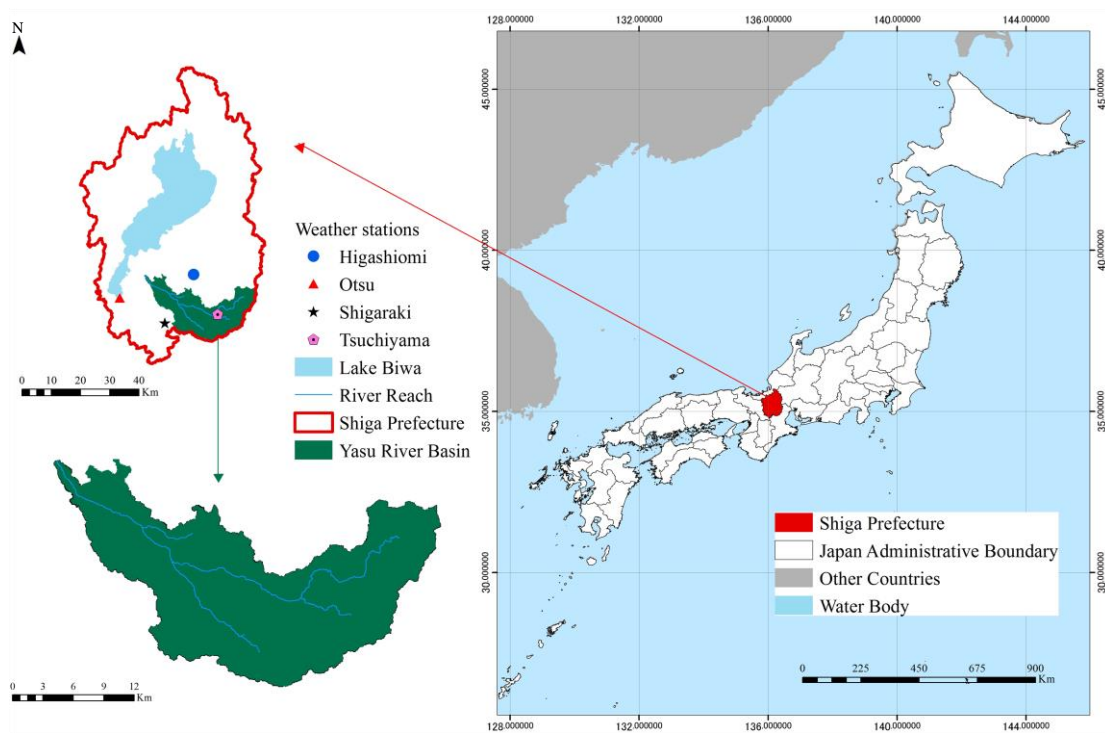 N
Weather stations
Higashiomi
Otsu
Shigaraki
Tsuchiyama
Lake Biwa
River Reach
Shiga Prefecture
Yasu River Basin
0 10 20 30 40
Km
0 3 6 9 12
Km
128.000000 132.000000 136.000000 140.000000 144.000000
45.000000
40.000000
35.000000
30.000000
45.000000
40.000000
35.000000
30.000000
Shiga Prefecture
Japan Administrative Boundary
Other Countries
Water Body
0 225 450 675 900
Km
128.000000 132.000000 136.000000 140.000000 144.000000